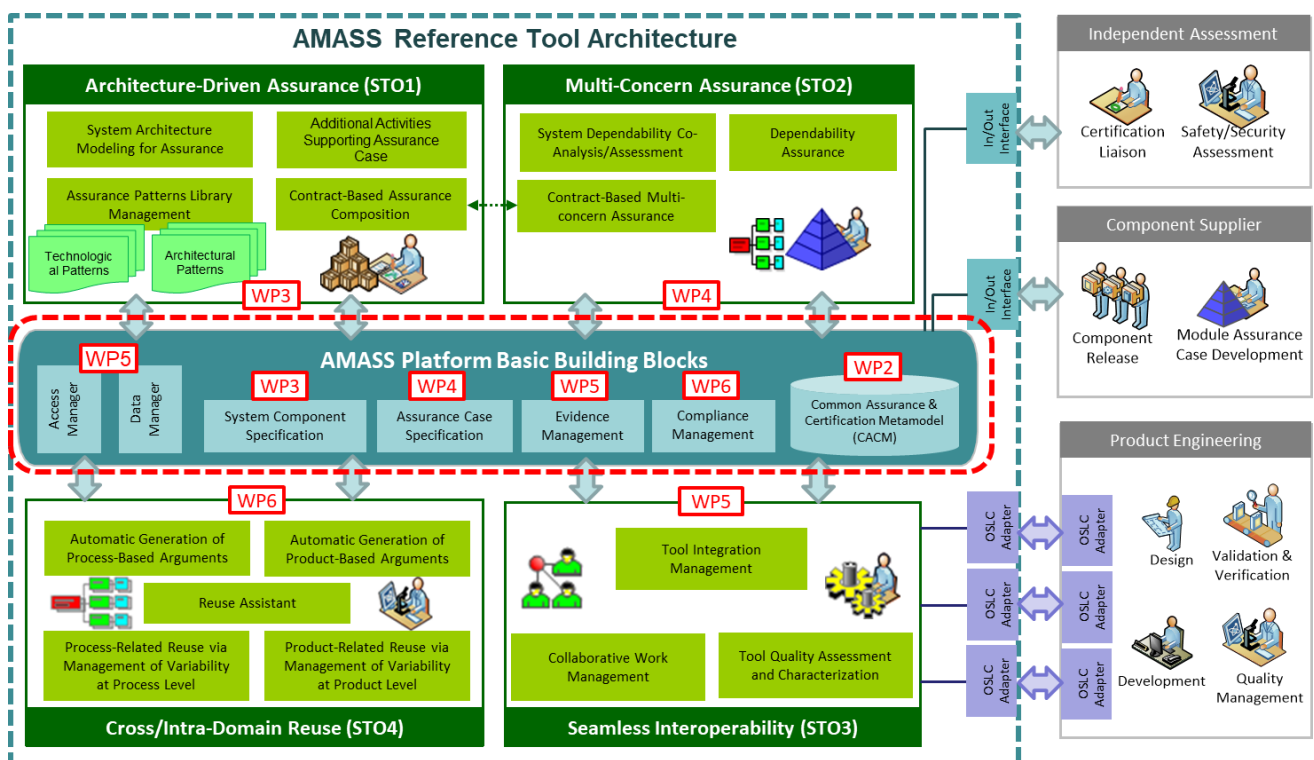 AMASS Reference Tool Architecture
Architecture-Driven Assurance (STO1)
System Architecture
Modeling for Assurance
Additional Activities
Supporting Assurance
Case
Assurance Patterns Library
Management
Contract-Based Assurance
Composition
Technologic
al Patterns
Architectural
Patterns
WP3
Multi-Concern Assurance (STO2)
System Dependability Co-
Analysis/Assessment
Dependability
Assurance
Contract-Based Multi-
concern Assurance
WP4
In/Out
Interface
In/Out
Interface
Independent Assessment
Certification
Liaison
Safety/Security
Assessment
Component Supplier
Component
Release
Module Assurance
Case Development
AMASS Platform Basic Building Blocks
WP5
Access
Manager
Data
Manager
WP3
System Component
Specification
WP4
Assurance Case
Specification
WP5
Evidence
Management
WP6
Compliance
Management
WP2
Common Assurance &
Certification Metamodel
(CACM)
WP6
Automatic Generation of
Process-Based Arguments
Automatic Generation of
Product-Based Arguments
Reuse Assistant
Process-Related Reuse via
Management of Variability
at Process Level
Product-Related Reuse via
Management of Variability
at Product Level
Cross/Intra-Domain Reuse (STO4)
WP5
Tool Integration
Management
Collaborative Work
Management
Tool Quality Assessment
and Characterization
Seamless Interoperability (STO3)
OSLC
Adapter
OSLC
Adapter
OSLC
Adapter
OSLC
Adapter
OSLC
Adapter
OSLC
Adapter
Product Engineering
Design
Validation &
Verification
Development
Quality
Management